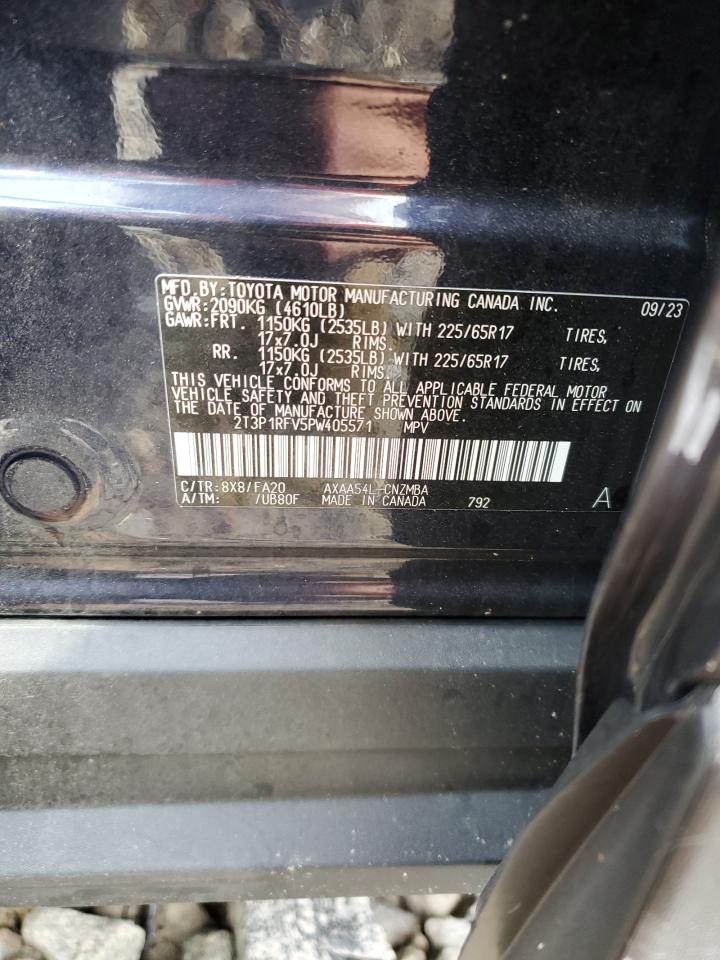 MFD.BY:TOYOTA MOTOR MANUFACTURING CANADA INC. 09/23
GVWR:2090KG (4610LB)
GAWR:FRT. 1150KG (2535LB) WITH 225/65R17 TIRES,
17x7.0J RIMS.
RR. 1150KG (2535LB) WITH 225/65R17 TIRES,
17x7.0J RIMS.
THIS VEHICLE CONFORMS TO ALL APPLICABLE FEDERAL MOTOR
VEHICLE SAFETY AND THEFT PREVENTION STANDARDS IN EFFECT ON
THE DATE OF MANUFACTURE SHOWN ABOVE.
2T3P1RFV5PW405571 MPV
C/TR:8X8/FA20 AXAA54L-CNZMBA
A/TM: /UB80F MADE IN CANADA 792 A